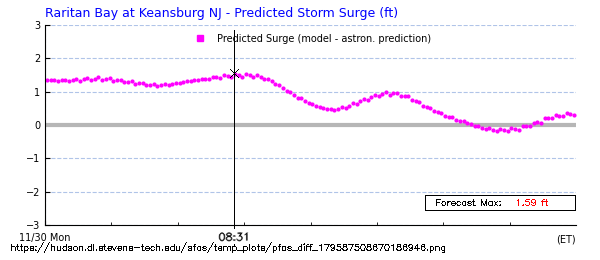 Raritan Bay at Keansburg NJ - Predicted Storm Surge (ft)
3
Predicted Surge (model - astron. prediction)
2
1
0
−1
−2
Forecast Max: 1.59 ft
−3
11/30 Mon 08:31 (ET)
https://hudson.dl.stevens-tech.edu/sfas/temp_plots/pfas_diff_179587508670186946.png